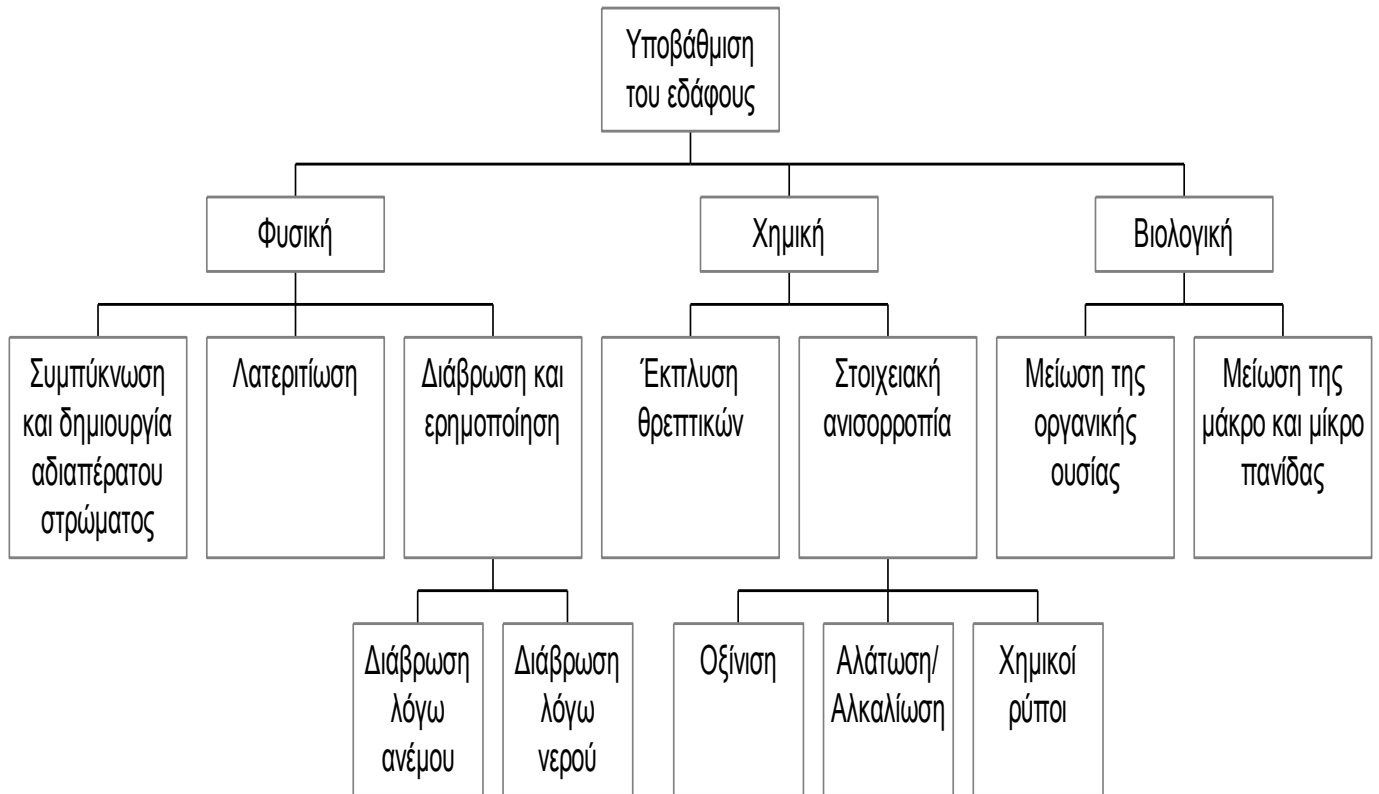 Υποβάθμιση
του εδάφους
Φυσική
Χημική
Βιολογική
Συμπύκνωση
και δημιουργία
αδιαπέρατου
στρώματος
Λατεριτίωση
Διάβρωση και
ερημοποίηση
Έκπλυση
θρεπτικών
Στοιχειακή
ανισορροπία
Μείωση της
οργανικής
ουσίας
Μείωση της
μάκρο και μίκρο
πανίδας
Διάβρωση
λόγω
ανέμου
Διάβρωση
λόγω
νερού
Οξίνιση
Αλάτωση/
Αλκαλίωση
Χημικοί
ρύποι